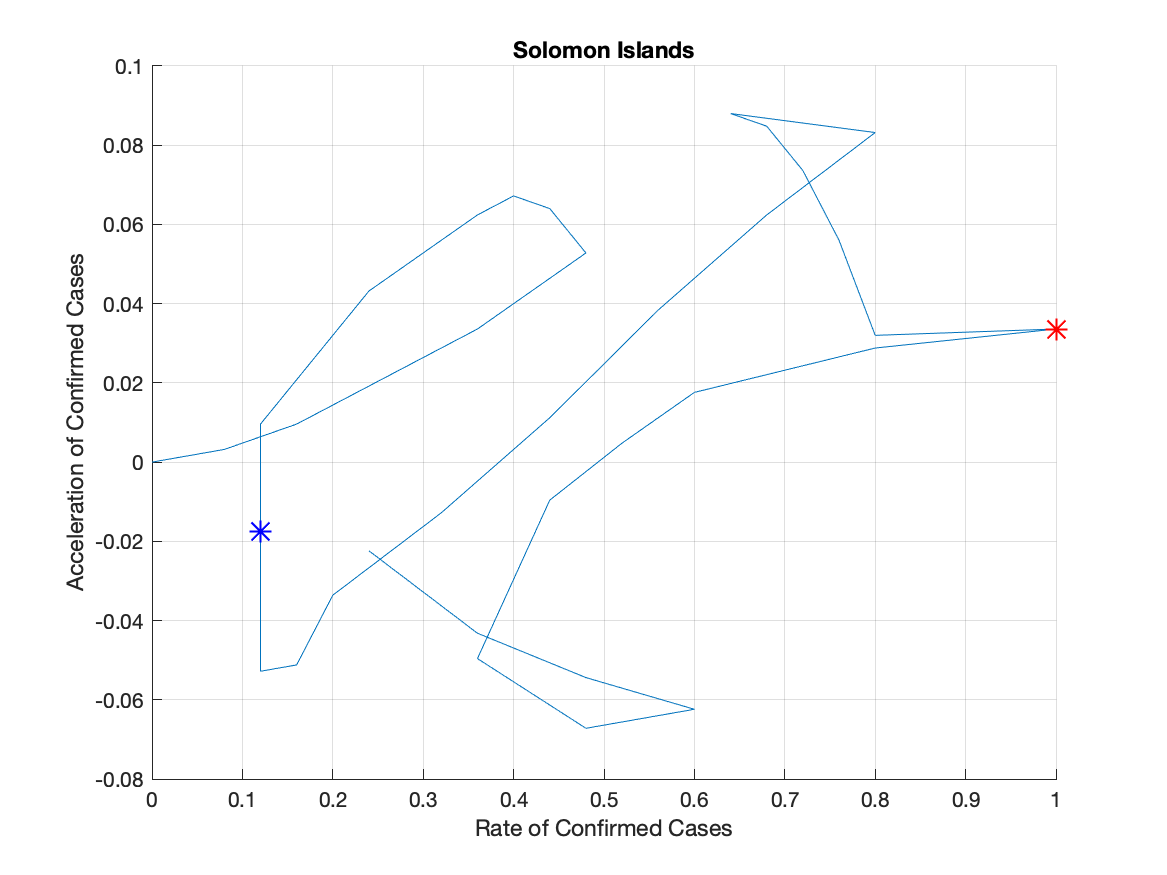 Solomon Islands
0.1
0.08
0.06
0.04
0.02
0
-0.02
-0.04
-0.06
-0.08
Acceleration of Confirmed Cases
0 0.1 0.2 0.3 0.4 0.5 0.6 0.7 0.8 0.9 1
Rate of Confirmed Cases